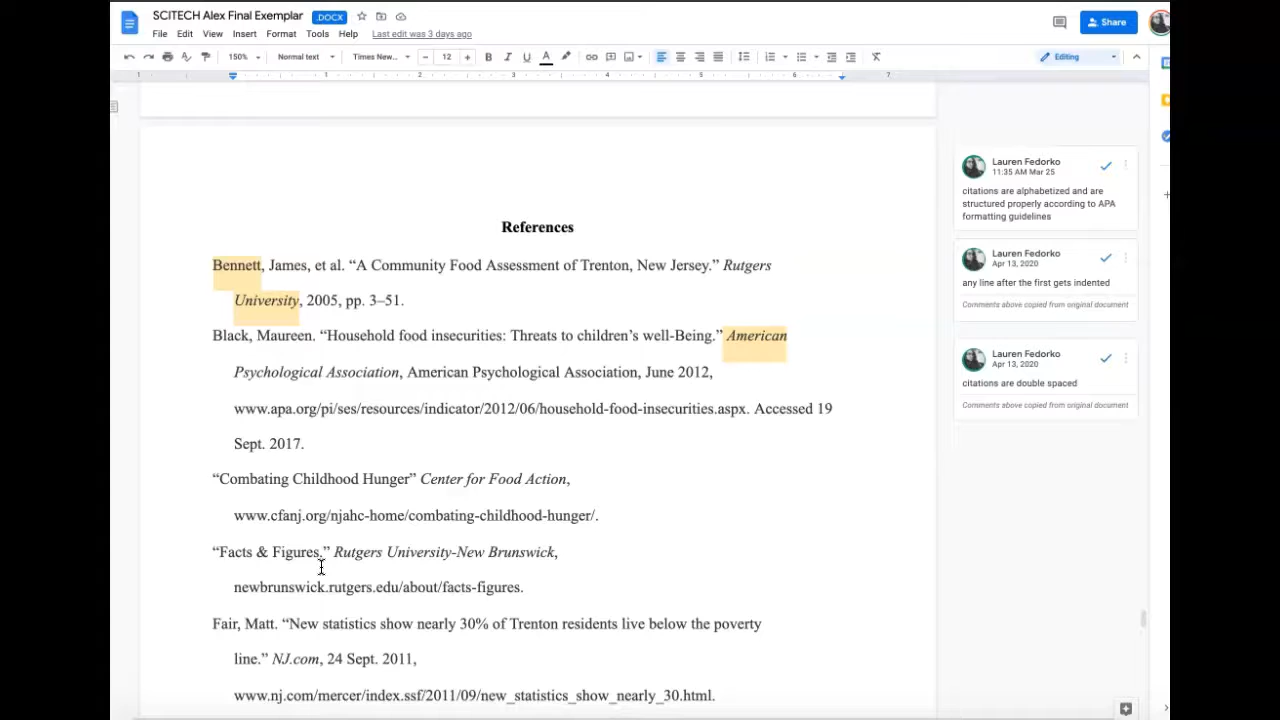 SCITECH Alex Final Exemplar .DOCX
File Edit View Insert Format Tools Help Last edit was 3 days ago
Share
150% Normal text Times New... 12 B I U A Editing
1 1 2 3 4 5 6 7
References
Bennett, James, et al. “A Community Food Assessment of Trenton, New Jersey.” Rutgers
University, 2005, pp. 3–51.
Black, Maureen. “Household food insecurities: Threats to children’s well-Being.” American
Psychological Association, American Psychological Association, June 2012,
www.apa.org/pi/ses/resources/indicator/2012/06/household-food-insecurities.aspx. Accessed 19
Sept. 2017.
“Combating Childhood Hunger” Center for Food Action,
www.cfanj.org/njahc-home/combating-childhood-hunger/.
“Facts & Figures.” Rutgers University-New Brunswick,
newbrunswick.rutgers.edu/about/facts-figures.
Fair, Matt. “New statistics show nearly 30% of Trenton residents live below the poverty
line.” NJ.com, 24 Sept. 2011,
www.nj.com/mercer/index.ssf/2011/09/new_statistics_show_nearly_30.html.
Lauren Fedorko
11:35 AM Mar 25
citations are alphabetized and are
structured properly according to APA
formatting guidelines
Lauren Fedorko
Apr 13, 2020
any line after the first gets indented
Comments above copied from original document
Lauren Fedorko
Apr 13, 2020
citations are double spaced
Comments above copied from original document